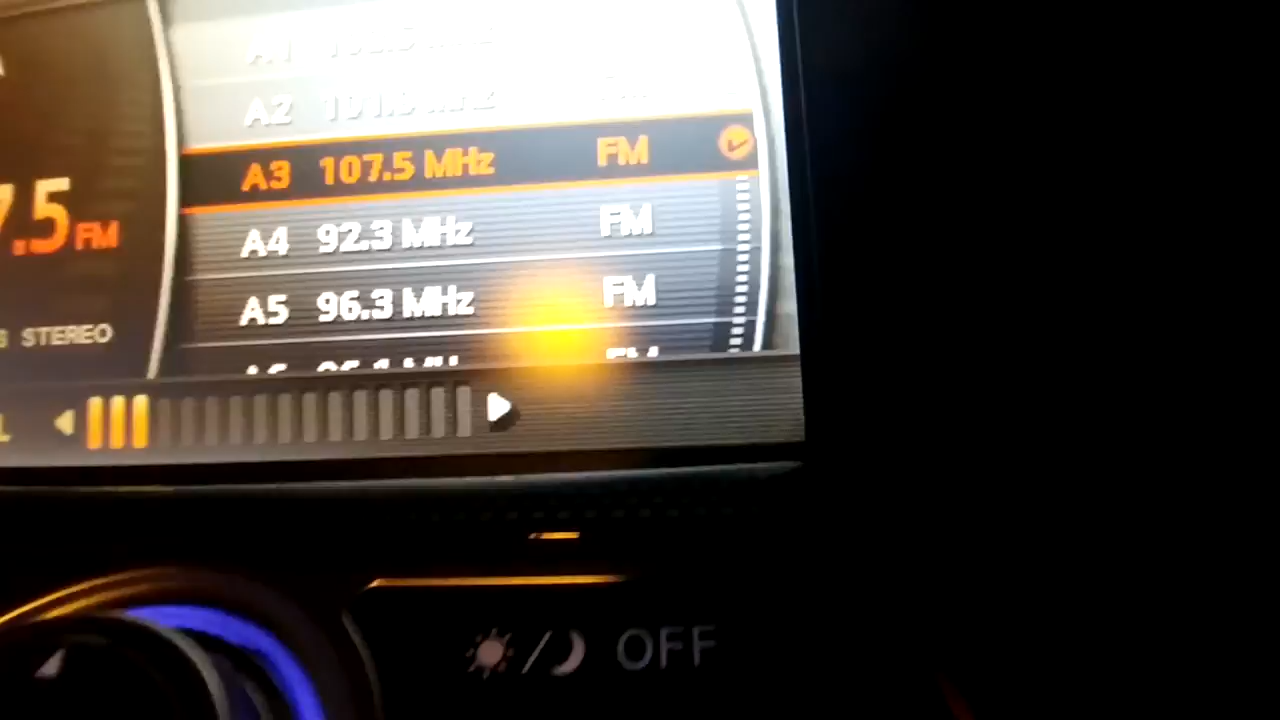 A2
A3 107.5 MHz FM
A4 92.3 MHz FM
A5 96.3 MHz FM
.5 FM
STEREO
OFF